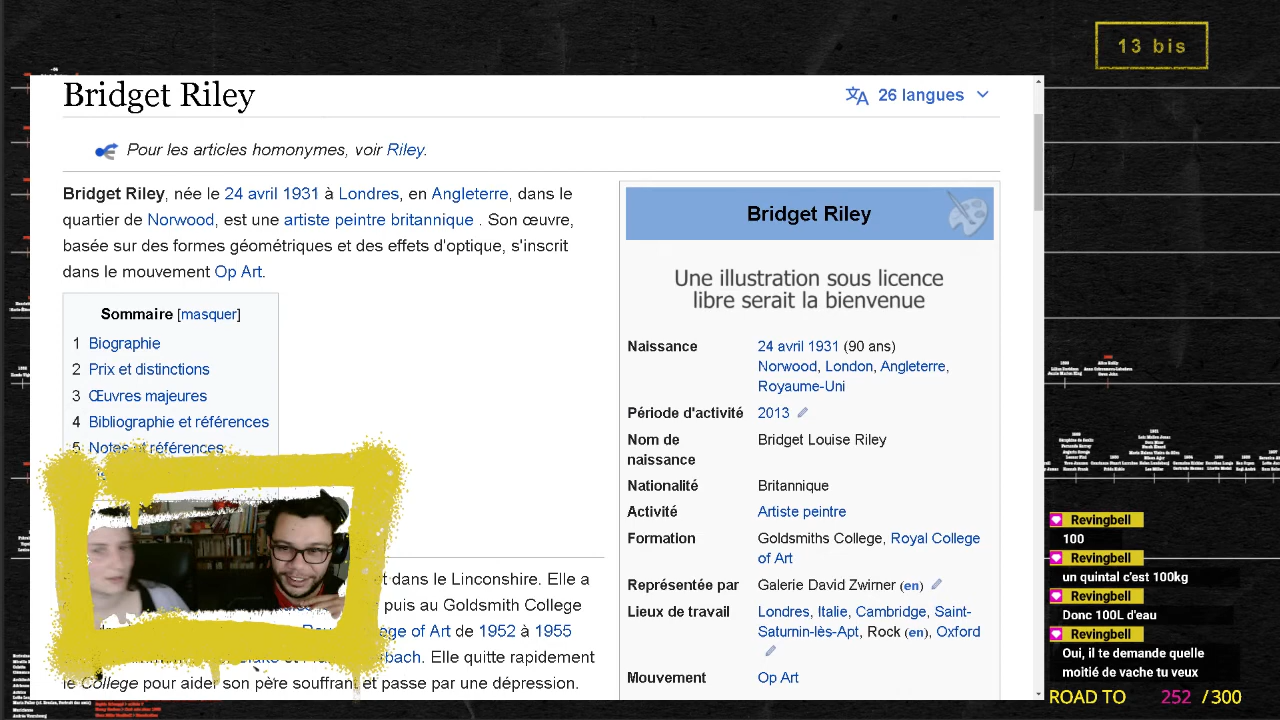 13 bis
Bridget Riley
26 langues
Pour les articles homonymes, voir Riley.
Bridget Riley, née le 24 avril 1931 à Londres, en Angleterre, dans le
quartier de Norwood, est une artiste peintre britannique . Son œuvre,
basée sur des formes géométriques et des effets d'optique, s'inscrit
dans le mouvement Op Art.
Sommaire [masquer]
1 Biographie
2 Prix et distinctions
3 Œuvres majeures
4 Bibliographie et références
5 Notes et références
t dans le Linconshire. Elle a
puis au Goldsmith College
ge of Art de 1952 à 1955
bach. Elle quitte rapidement
le College pour aider son père souffrant et passe par une dépression.
Bridget Riley
Une illustration sous licence
libre serait la bienvenue
Naissance 24 avril 1931 (90 ans)
Norwood, London, Angleterre,
Royaume-Uni
Période d'activité 2013
Nom de Bridget Louise Riley
naissance
Nationalité Britannique
Activité Artiste peintre
Formation Goldsmiths College, Royal College
of Art
Représentée par Galerie David Zwirner (en)
Lieux de travail Londres, Italie, Cambridge, Saint-
Saturnin-lès-Apt, Rock (en), Oxford
Mouvement Op Art
Revingbell
100
Revingbell
un quintal c'est 100kg
Revingbell
Donc 100L d'eau
Revingbell
Oui, il te demande quelle
moitié de vache tu veux
ROAD TO 252 /300